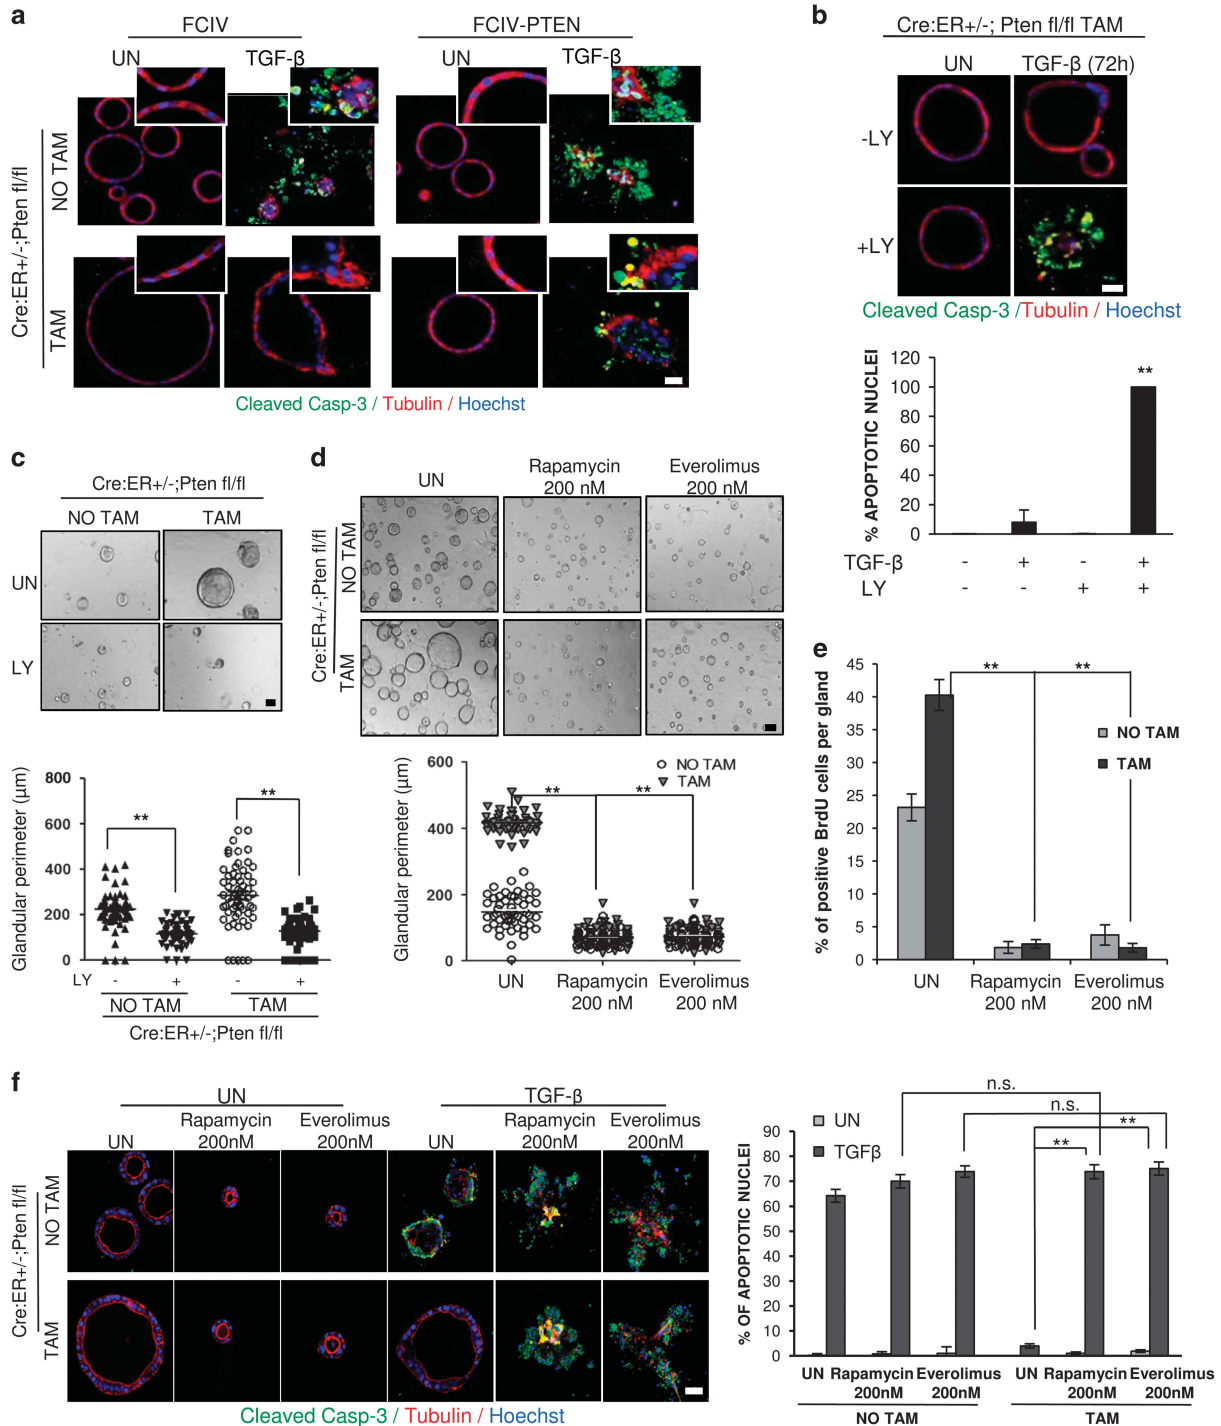 a
FCIV
FCIV-PTEN
UN
TGF-β
UN
TGF-β
Cre:ER+/-;Pten fl/fl
NO TAM
TAM
Cleaved Casp-3 / Tubulin / Hoechst
b
Cre:ER+/-; Pten fl/fl TAM
UN
TGF-β (72h)
-LY
+LY
Cleaved Casp-3 /Tubulin / Hoechst
% APOPTOTIC NUCLEI
120
100
80
60
40
20
0
**
TGF-β - + - +
LY - - + +
c
Cre:ER+/-;Pten fl/fl
NO TAM
TAM
UN
LY
Glandular perimeter (µm)
800
400
200
0
**
**
LY - + - +
NO TAM
TAM
Cre:ER+/-;Pten fl/fl
d
UN
Rapamycin
200 nM
Everolimus
200 nM
Cre:ER+/-;Pten fl/fl
NO TAM
TAM
Glandular perimeter (µm)
600
400
200
0
NO TAM
TAM
**
**
UN
Rapamycin
200 nM
Everolimus
200 nM
e
% of positive BrdU cells per gland
45
40
35
30
25
20
15
10
5
0
**
**
NO TAM
TAM
UN
Rapamycin
200 nM
Everolimus
200 nM
f
UN
TGF-β
UN
Rapamycin
200nM
Everolimus
200nM
UN
Rapamycin
200nM
Everolimus
200nM
Cre:ER+/-;Pten fl/fl
NO TAM
TAM
Cleaved Casp-3 / Tubulin / Hoechst
% OF APOPTOTIC NUCLEI
90
80
70
60
50
40
30
20
10
0
UN
TGFβ
n.s.
n.s.
**
**
UN Rapamycin Everolimus
200nM 200nM
UN Rapamycin Everolimus
200nM 200nM
NO TAM
TAM